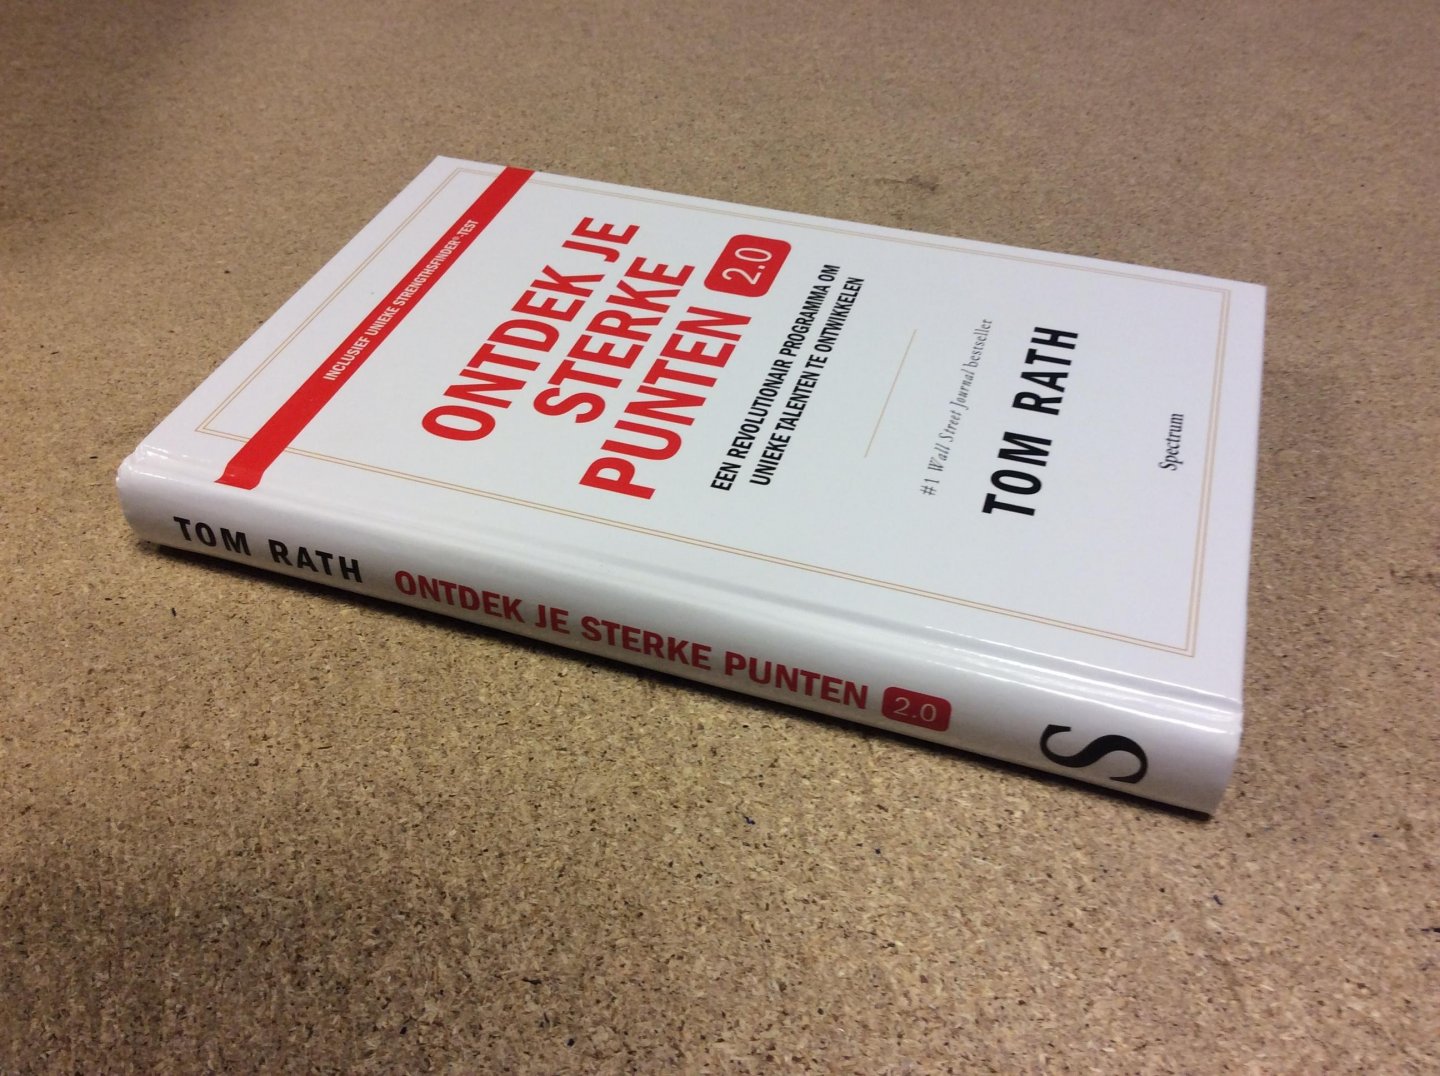 INCLUSIEF UNIEKE STRENGTHSFINDER®-TEST
ONTDEK JE
STERKE
PUNTEN 2.0
EEN REVOLUTIONAIR PROGRAMMA OM
UNIEKE TALENTEN TE ONTWIKKELEN
#1 Wall Street Journal bestseller
TOM RATH
Spectrum
TOM RATH ONTDEK JE STERKE PUNTEN 2.0 S